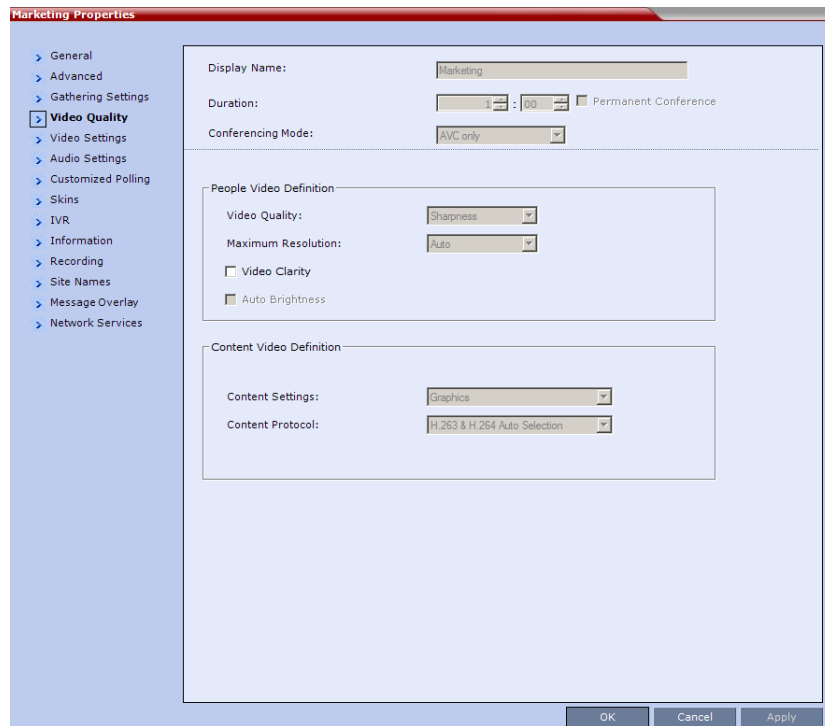 Marketing Properties
General
Advanced
Gathering Settings
Video Quality
Video Settings
Audio Settings
Customized Polling
Skins
IVR
Information
Recording
Site Names
Message Overlay
Network Services
Display Name: Marketing
Duration: 1 : 00 Permanent Conference
Conferencing Mode: AVC only
People Video Definition
Video Quality: Sharpness
Maximum Resolution: Auto
Video Clarity
Auto Brightness
Content Video Definition
Content Settings: Graphics
Content Protocol: H.263 & H.264 Auto Selection
OK Cancel Apply